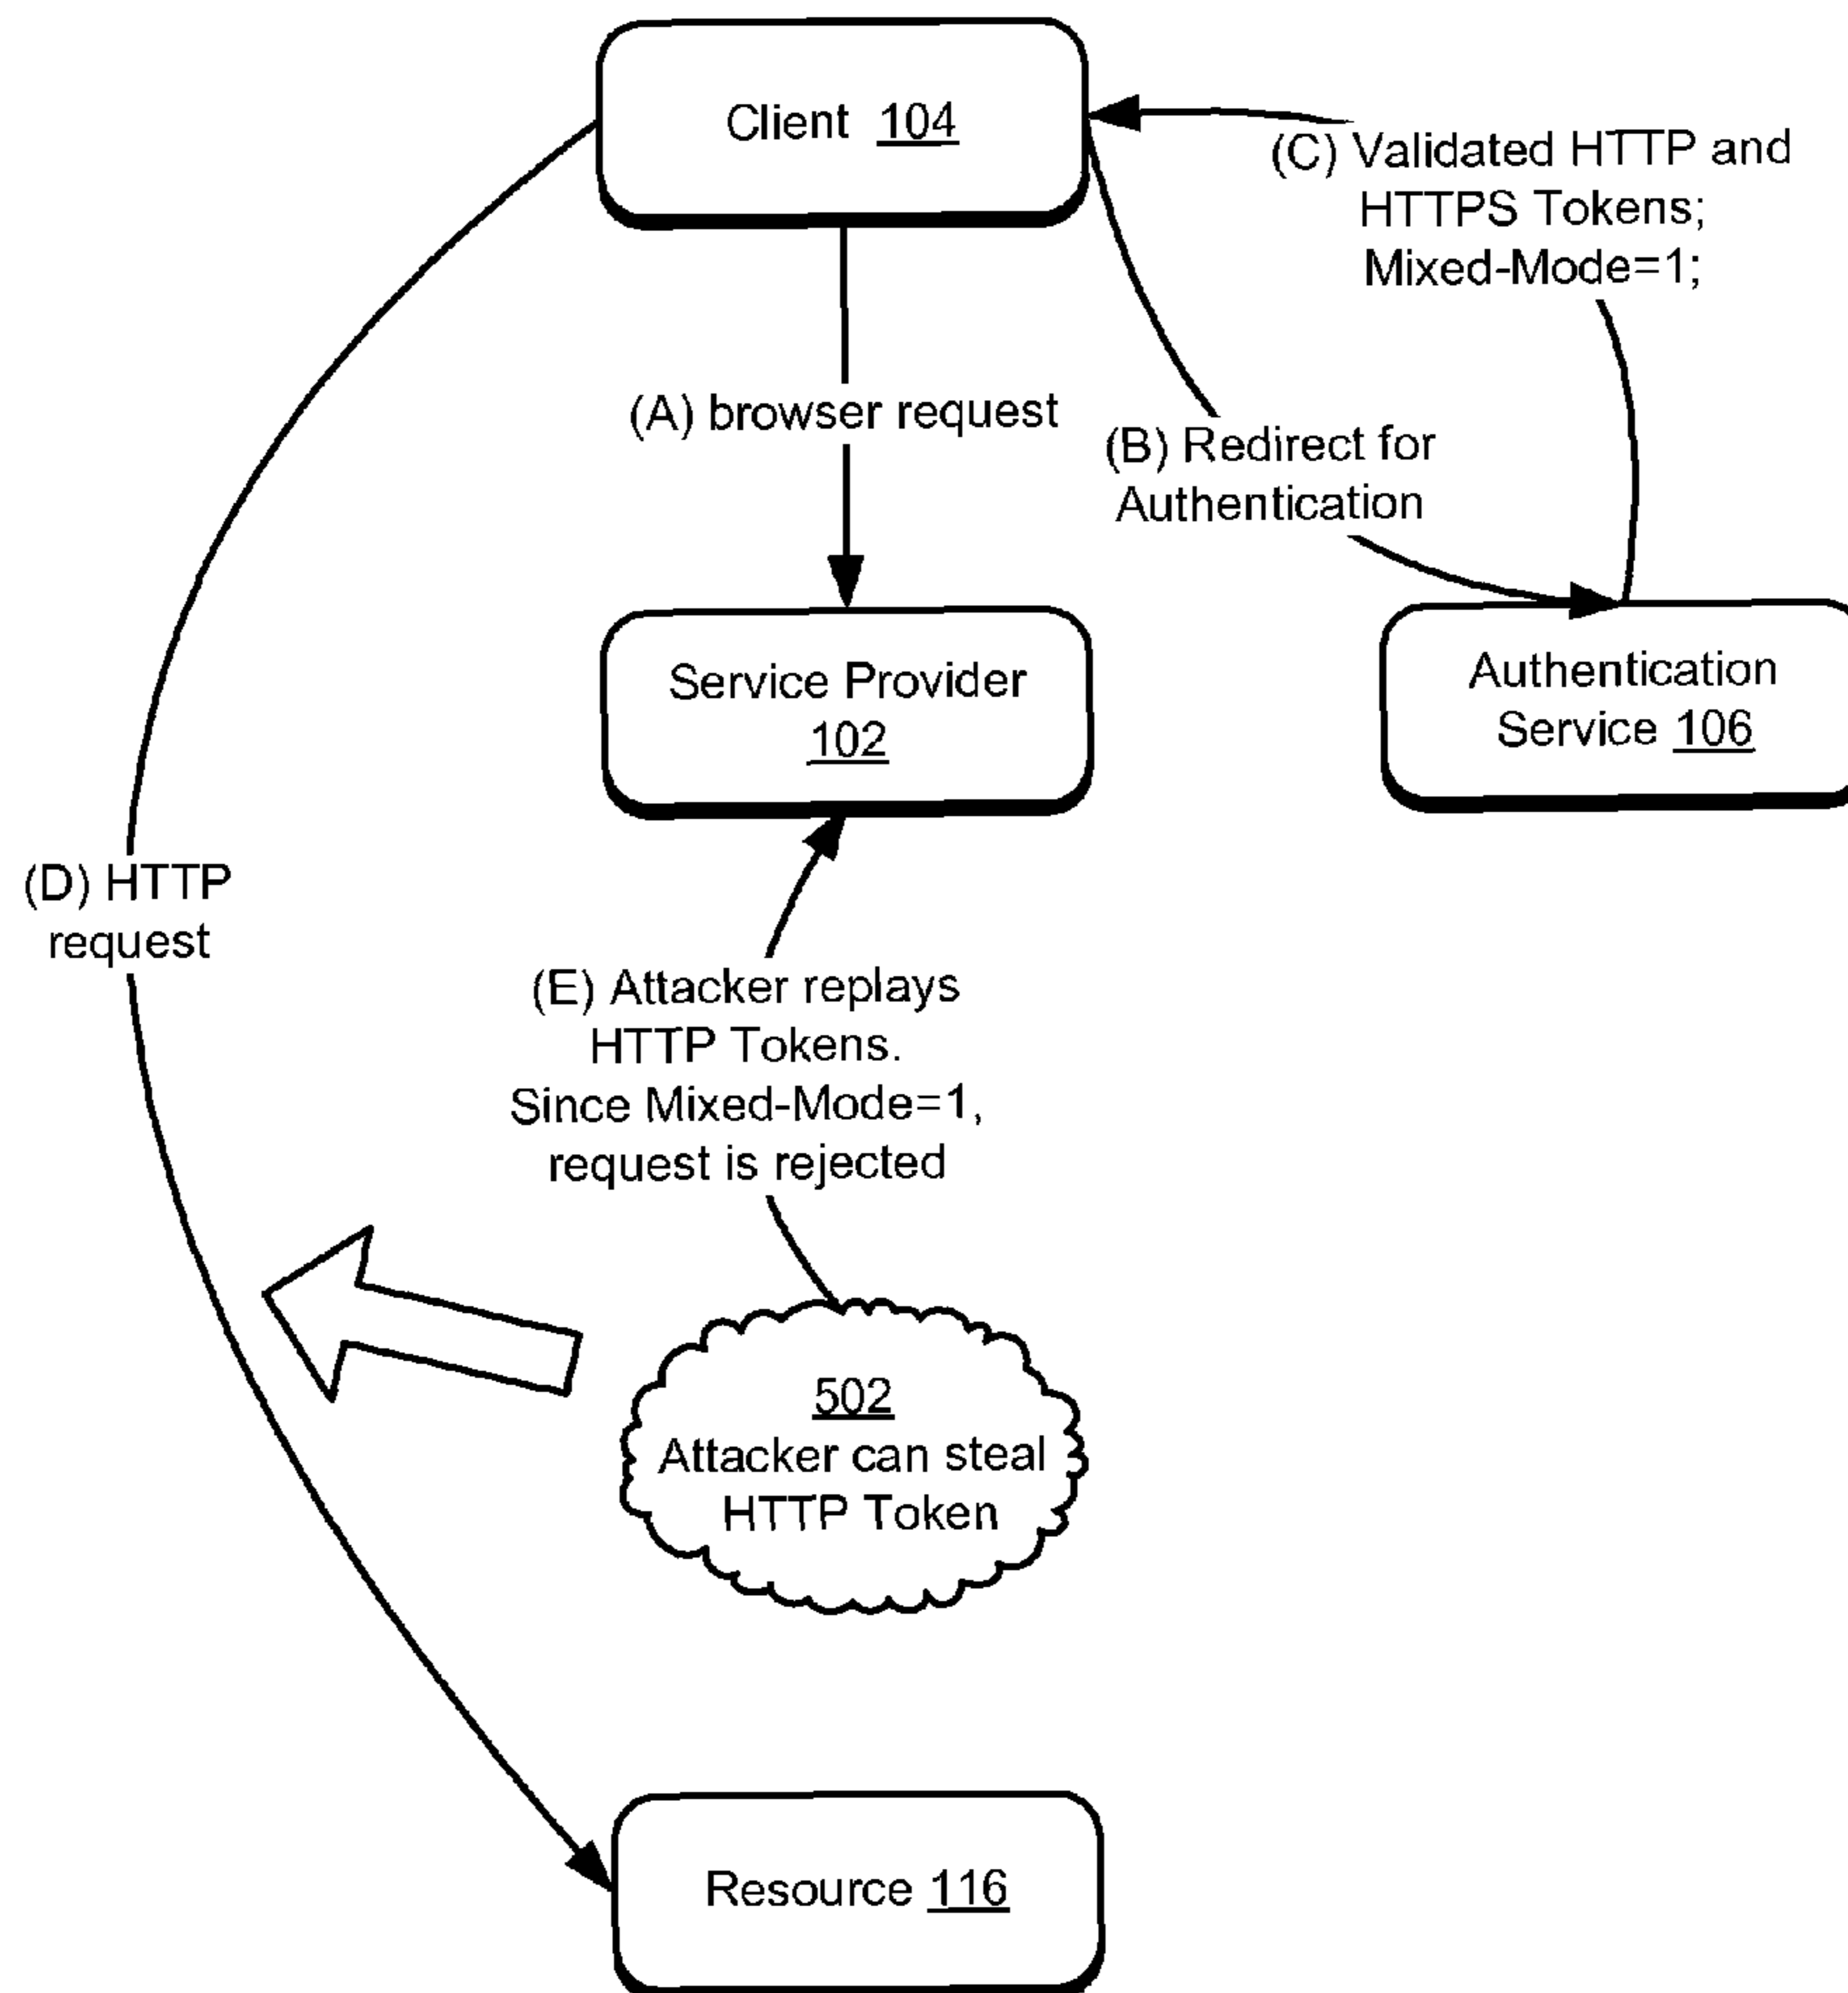 Client 104
(C) Validated HTTP and
HTTPS Tokens;
Mixed-Mode=1;
(A) browser request
(B) Redirect for
Authentication
Service Provider
102
Authentication
Service 106
(D) HTTP
request
(E) Attacker replays
HTTP Tokens.
Since Mixed-Mode=1,
request is rejected
502
Attacker can steal
HTTP Token
Resource 116